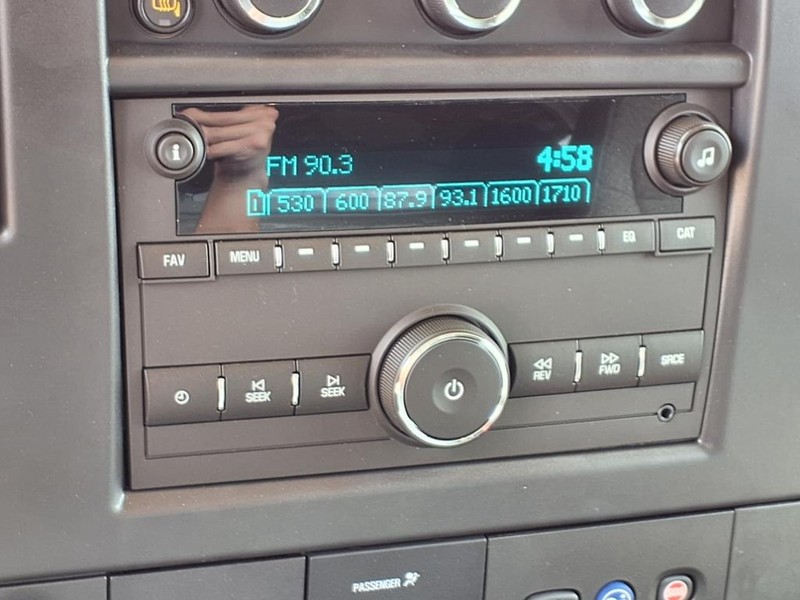 FM 90.3 4:58
1 530 600 87.9 93.1 1600 1710
FAV MENU EQ CAT
SEEK SEEK REV FWD SRCE
PASSENGER